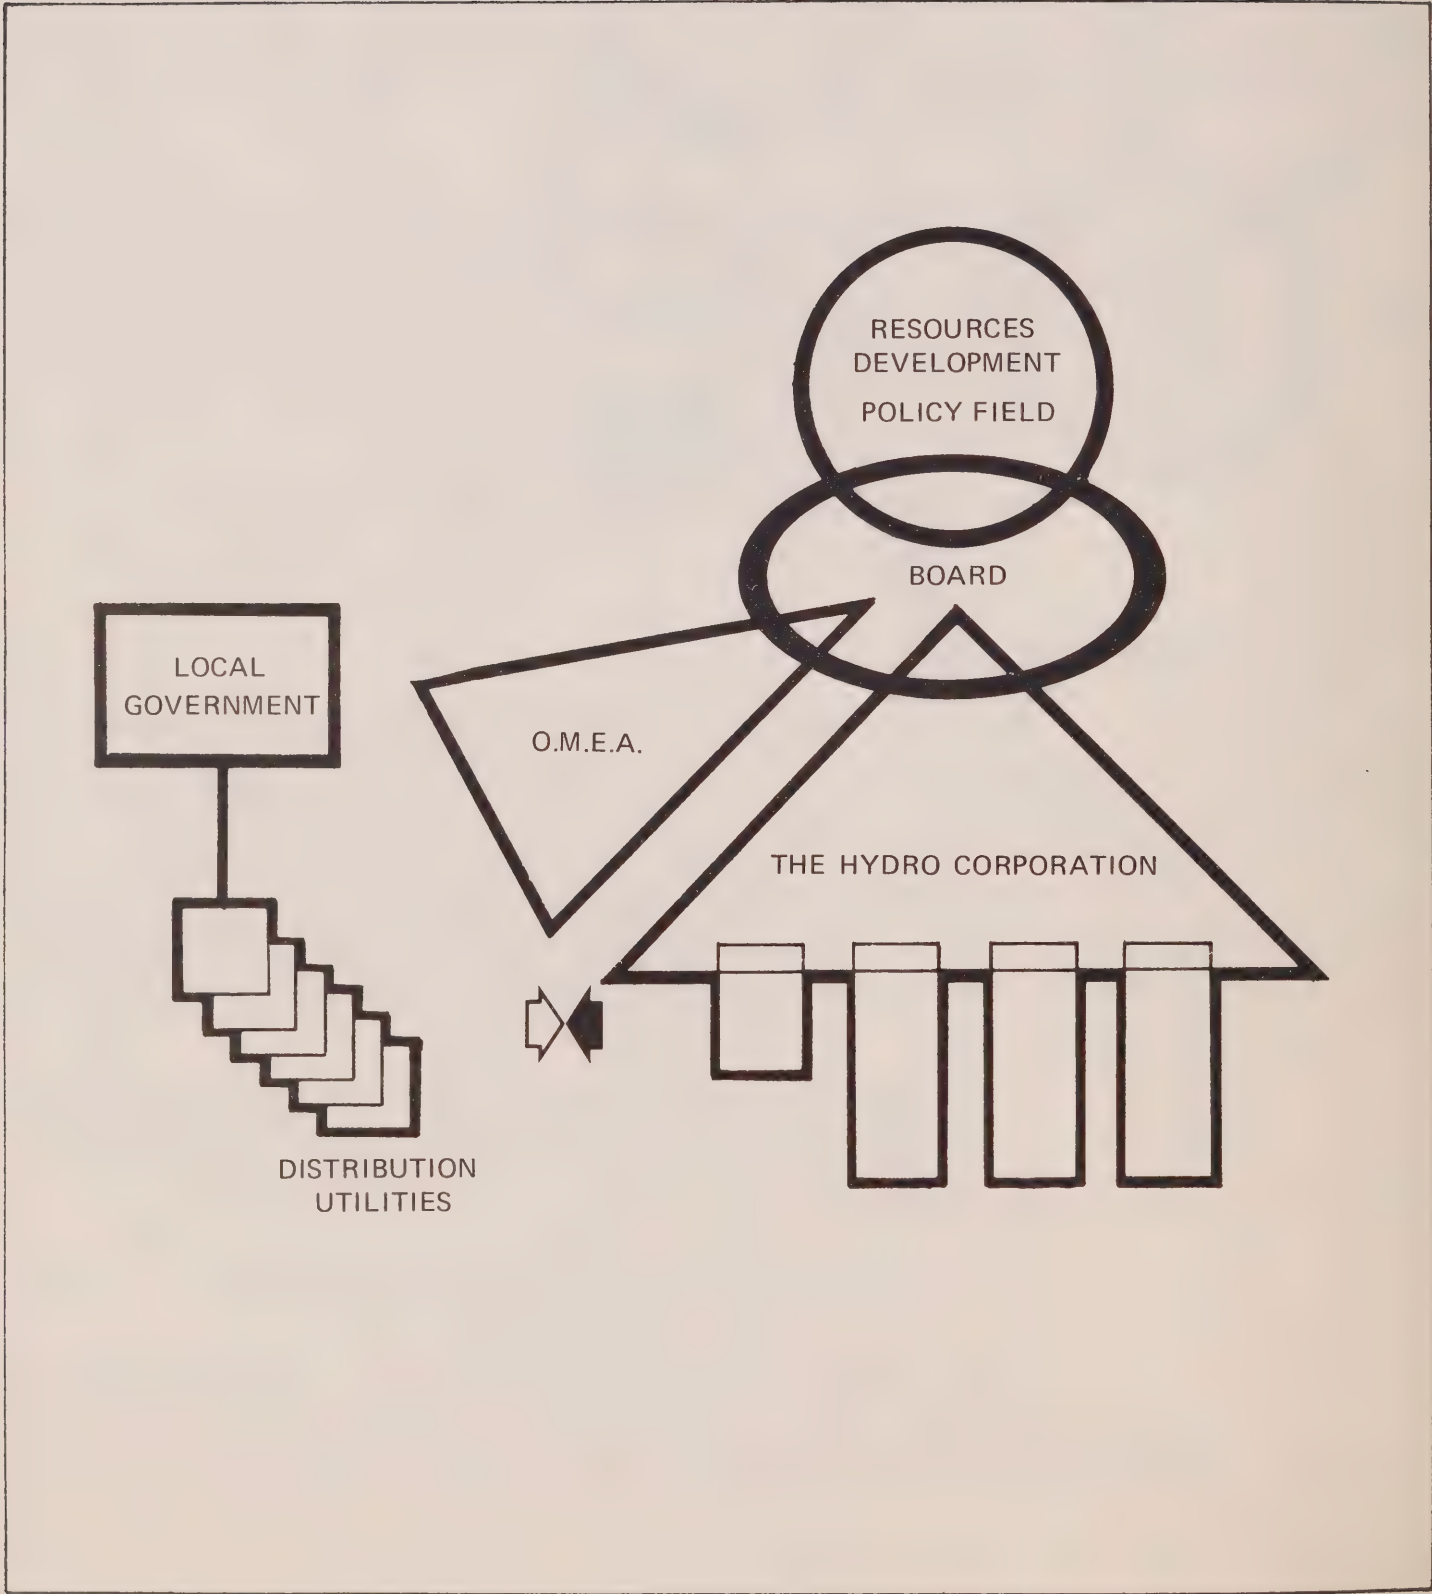 RESOURCES
DEVELOPMENT
POLICY FIELD
BOARD
LOCAL
GOVERNMENT
O.M.E.A.
THE HYDRO CORPORATION
DISTRIBUTION
UTILITIES